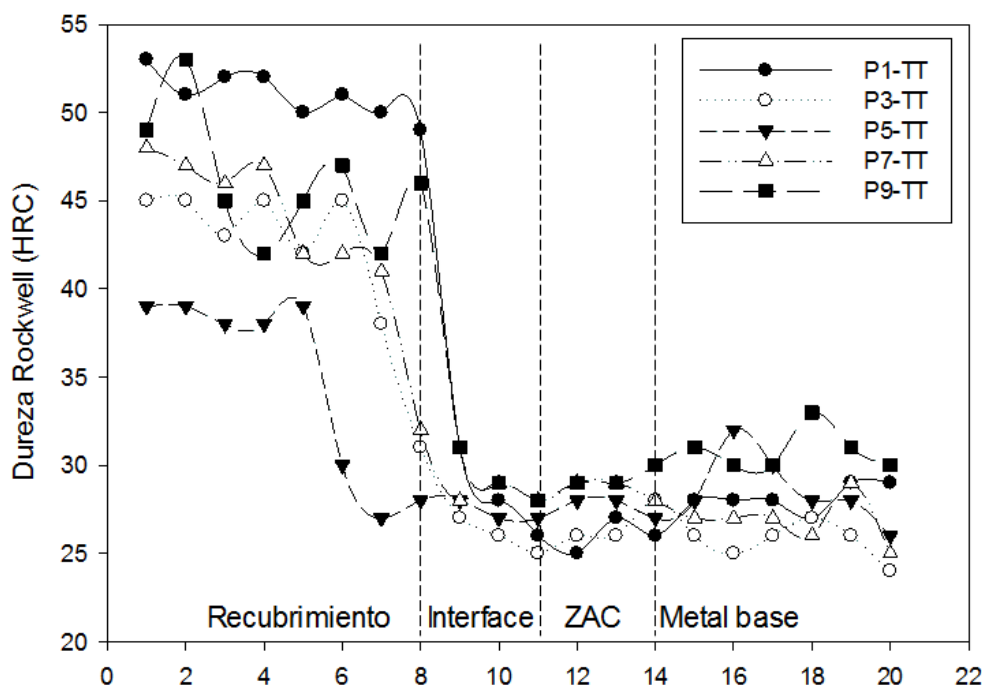 55
50
45
40
35
30
25
20
Dureza Rockwell (HRC)
P1-TT
P3-TT
P5-TT
P7-TT
P9-TT
Recubrimiento
Interface
ZAC
Metal base
0 2 4 6 8 10 12 14 16 18 20 22